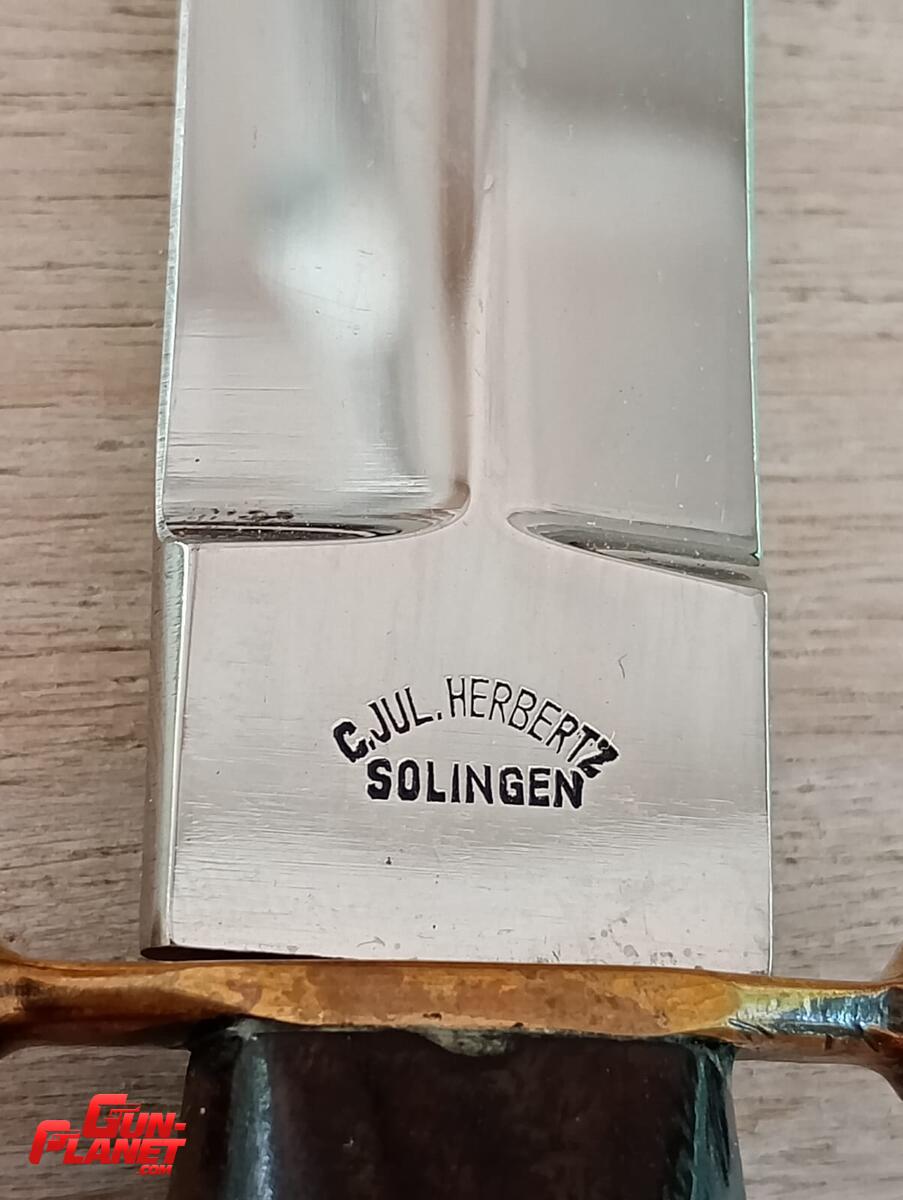 C.JUL.HERBERTZ
SOLINGEN
GUN-
PLANET
.COM